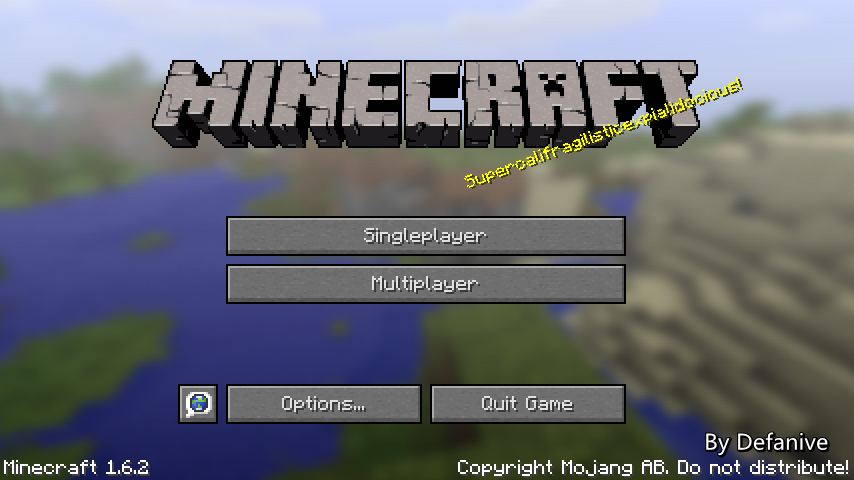 MINECRAFT
Supercalifragilisticexpialidocious!
Singleplayer
Multiplayer
Options...
Quit Game
By Defanive
Minecraft 1.6.2
Copyright Mojang AB. Do not distribute!